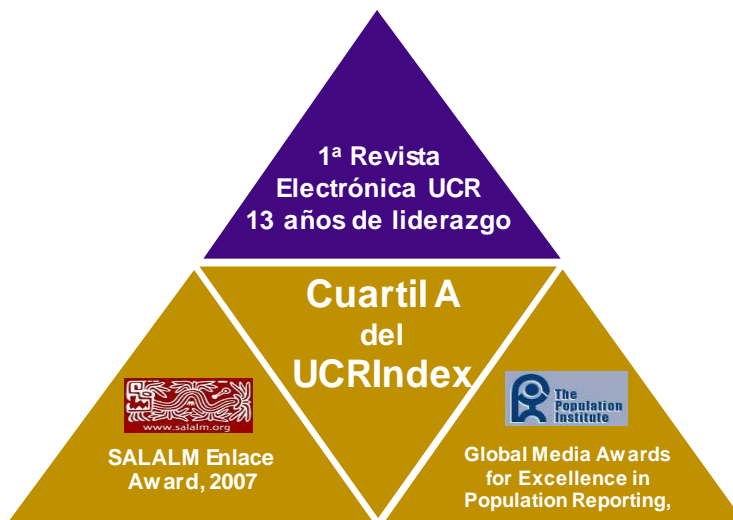 1ª Revista
Electrónica UCR
13 años de liderazgo
Cuartil A
del
UCRIndex
www.salalm.org
SALALM Enlace
Award, 2007
The
Population
Institute
Global Media Awards
for Excellence in
Population Reporting,